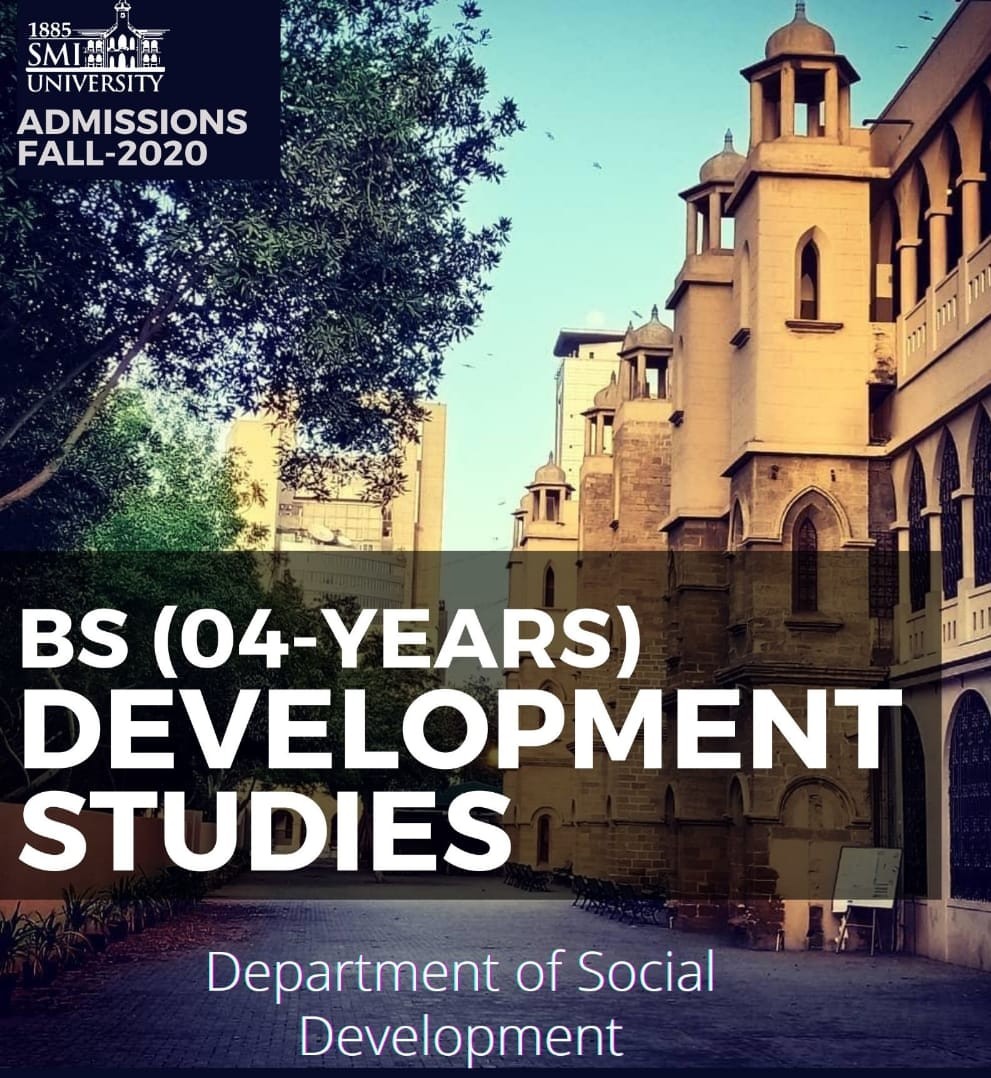 1885
SMI
UNIVERSITY
ADMISSIONS
FALL-2020
BS (04-YEARS)
DEVELOPMENT
STUDIES
Department of Social
Development